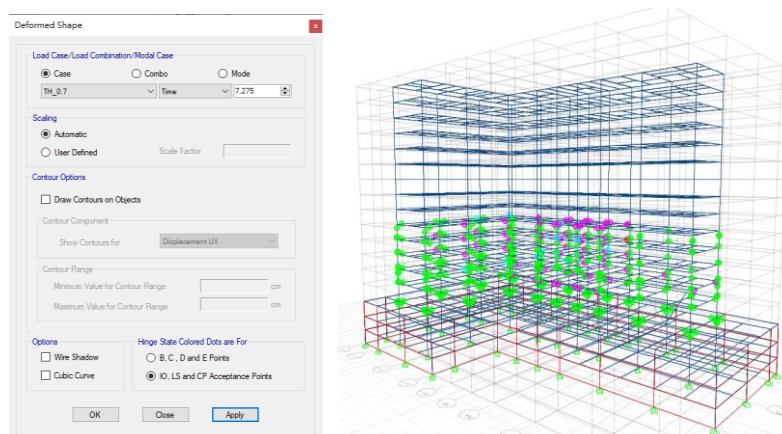 Deformed Shape
x
Load Case/Load Combination/Modal Case
Case Combo Mode
TH_0.7 Time 7.275
Scaling
Automatic
User Defined Scale Factor
Contour Options
Draw Contours on Objects
Contour Component
Show Contours for Displacement UX
Contour Range
Minimum Value for Contour Range cm
Maximum Value for Contour Range cm
Options Hinge State Colored Dots are For
Wire Shadow B, C , D and E Points
Cubic Curve IO, LS and CP Acceptance Points
OK Close Apply